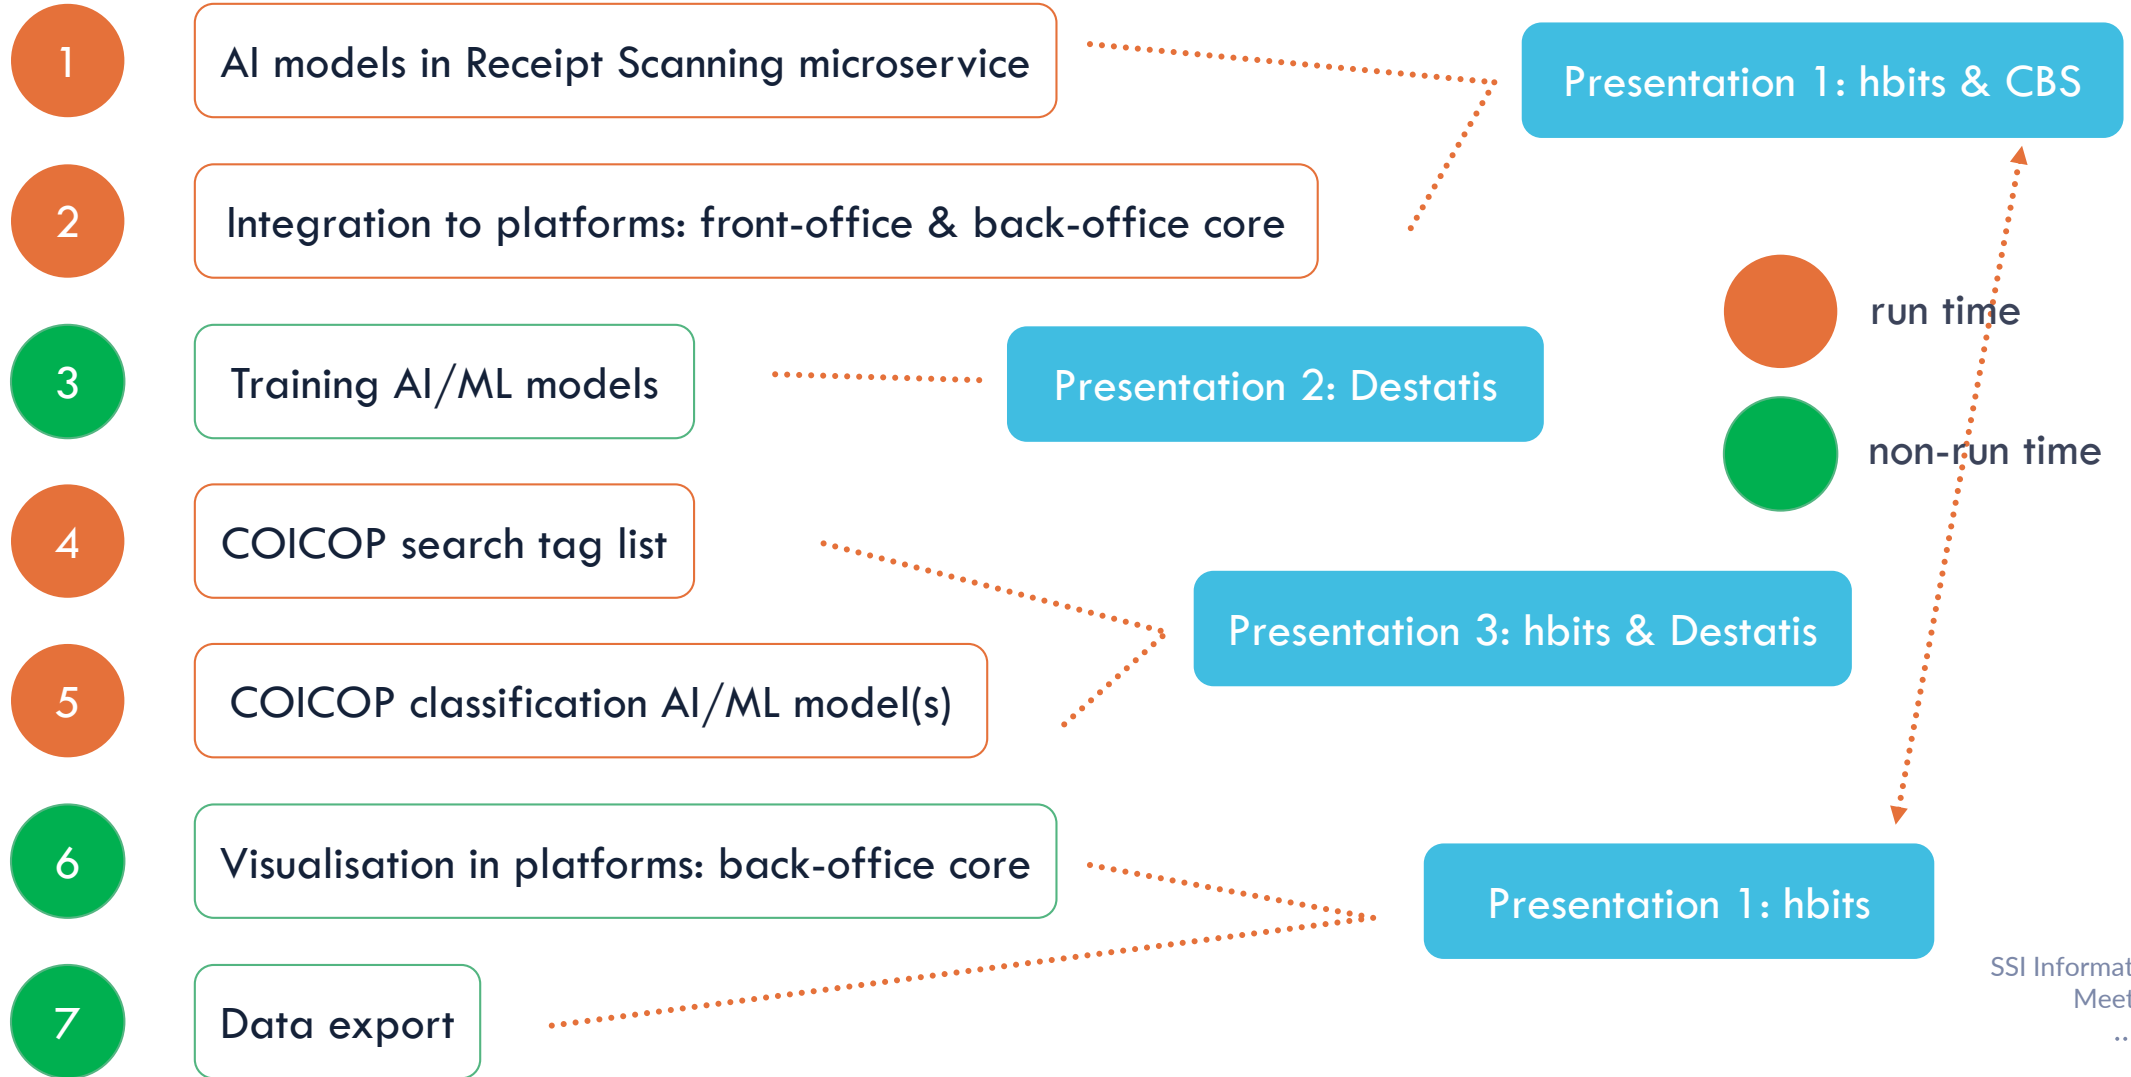 1
AI models in Receipt Scanning microservice
Presentation 1: hbits & CBS
2
Integration to platforms: front-office & back-office core
run time
3
Training AI/ML models
Presentation 2: Destatis
non-run time
4
COICOP search tag list
Presentation 3: hbits & Destatis
5
COICOP classification AI/ML model(s)
6
Visualisation in platforms: back-office core
Presentation 1: hbits
7
Data export
SSI Informat
Meet
..